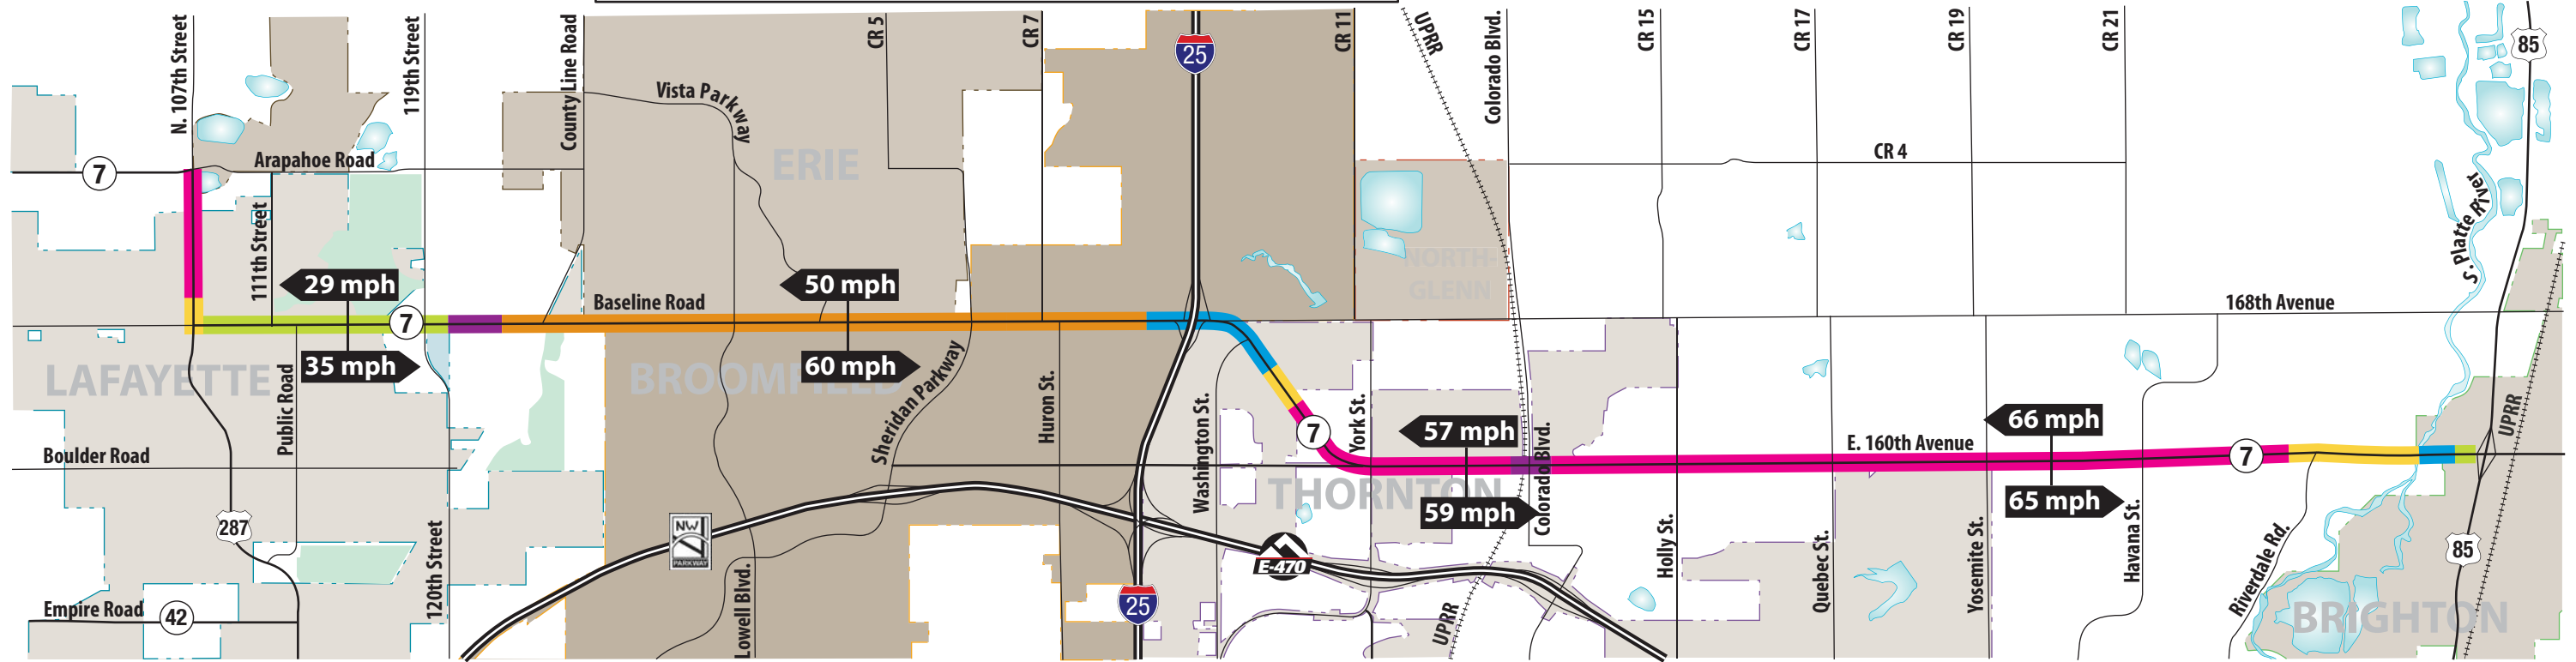 N. 107th Street
119th Street
County Line Road
CR 5
CR 7
25
CR 11
UPRR
Colorado Blvd.
CR 15
CR 17
CR 19
CR 21
85
Vista Parkway
7
Arapahoe Road
ERIE
CR 4
111th Street
S. Platte River
NORTH-
GLENN
29 mph
50 mph
Baseline Road
168th Avenue
7
35 mph
60 mph
LAFAYETTE
BROOMFIELD
Public Road
Sheridan Parkway
Huron St.
Washington St.
York St.
7
57 mph
66 mph
Colorado Blvd.
E. 160th Avenue
7
UPRR
Boulder Road
THORNTON
59 mph
65 mph
Havana St.
287
NW
PARKWAY
120th Street
Lowell Blvd.
E-470
Holly St.
Quebec St.
Yosemite St.
Riverdale Rd.
85
Empire Road
42
25
UPRR
BRIGHTON